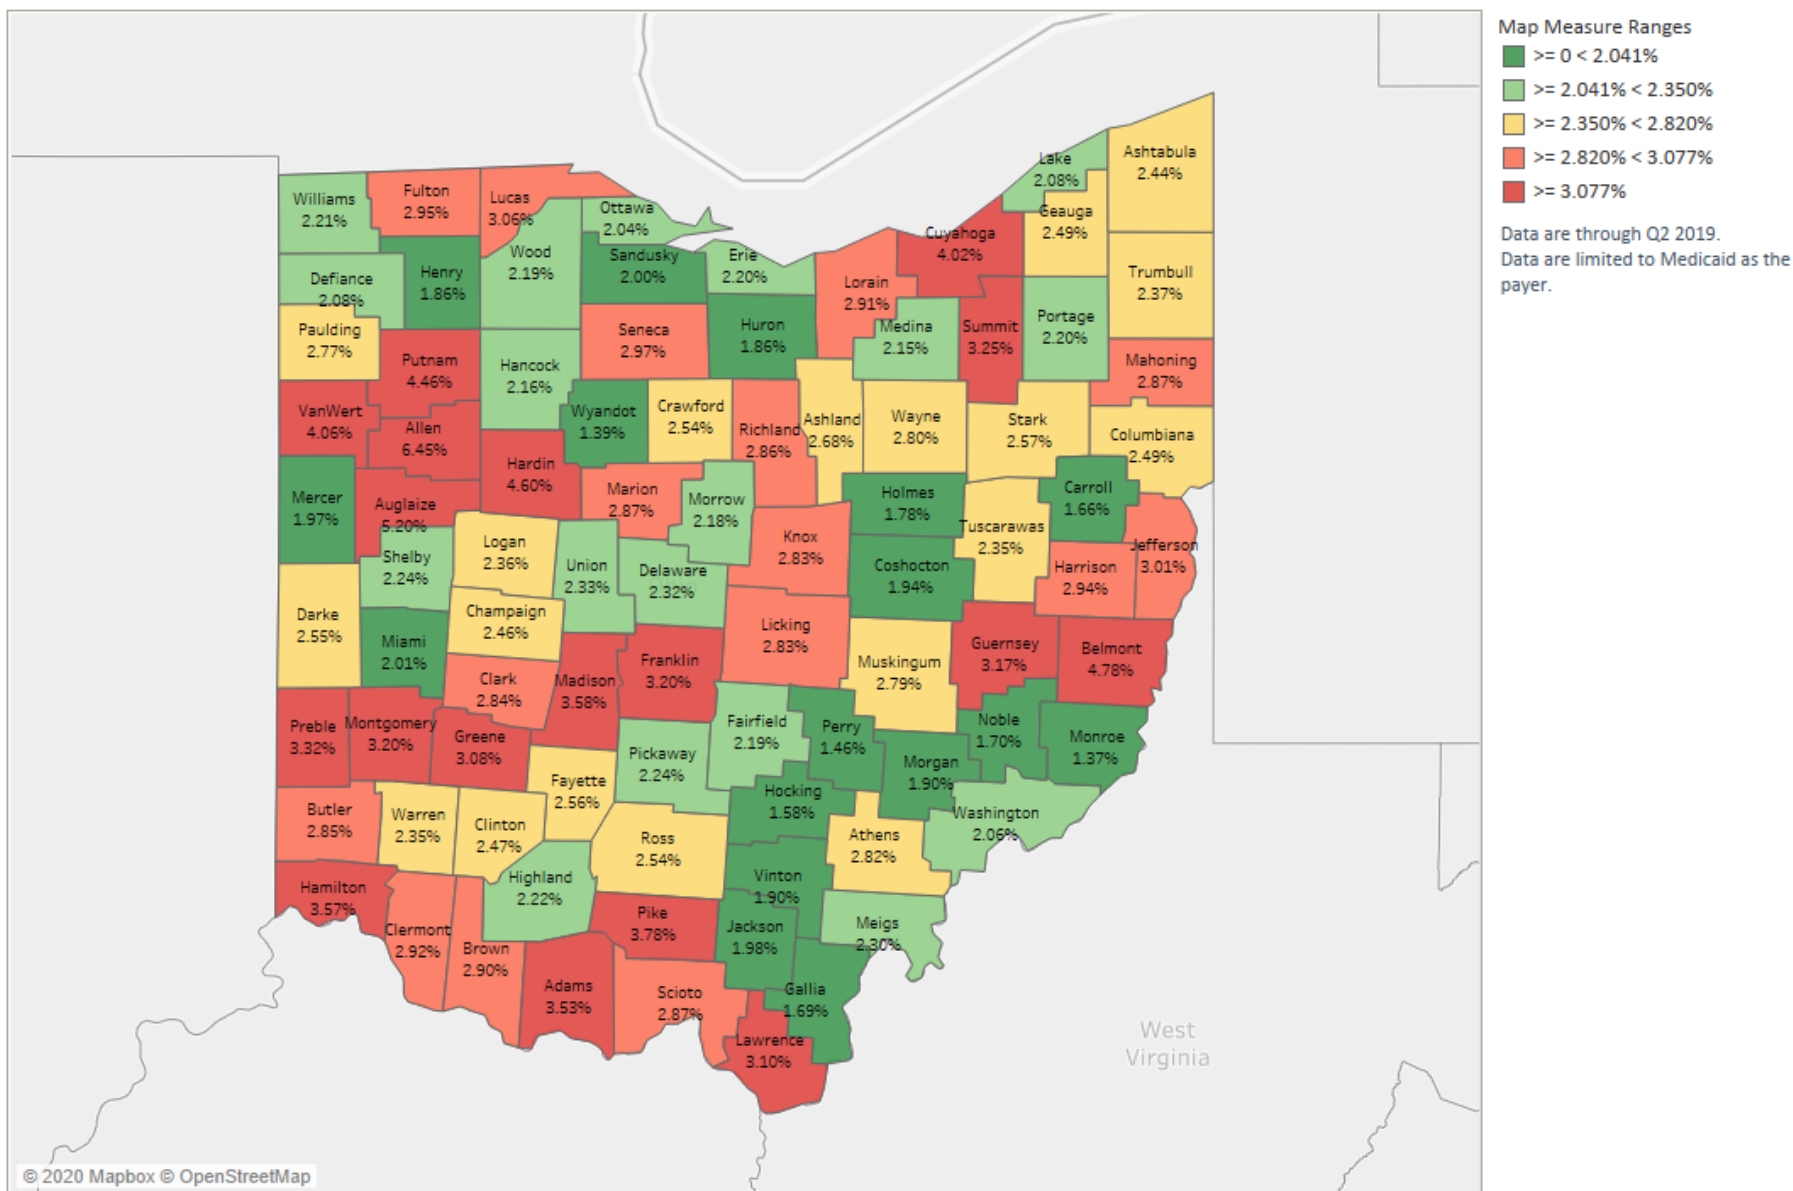 Map Measure Ranges
>= 0 < 2.041%
>= 2.041% < 2.350%
>= 2.350% < 2.820%
>= 2.820% < 3.077%
>= 3.077%
Data are through Q2 2019.
Data are limited to Medicaid as the
payer.
Williams
2.21%
Fulton
2.95%
Lucas
3.06%
Ottawa
2.04%
Lake
2.08%
Ashtabula
2.44%
Geauga
2.49%
Cuyahoga
4.02%
Defiance
2.08%
Henry
1.86%
Wood
2.19%
Sandusky
2.00%
Erie
2.20%
Lorain
2.91%
Trumbull
2.37%
Paulding
2.77%
Putnam
4.46%
Hancock
2.16%
Seneca
2.97%
Huron
1.86%
Medina
2.15%
Summit
3.25%
Portage
2.20%
Mahoning
2.87%
VanWert
4.06%
Allen
6.45%
Wyandot
1.39%
Crawford
2.54%
Richland
2.86%
Ashland
2.68%
Wayne
2.80%
Stark
2.57%
Columbiana
2.49%
Mercer
1.97%
Auglaize
5.20%
Hardin
4.60%
Marion
2.87%
Morrow
2.18%
Holmes
1.78%
Tuscarawas
2.35%
Carroll
1.66%
Jefferson
3.01%
Shelby
2.24%
Logan
2.36%
Union
2.33%
Delaware
2.32%
Knox
2.83%
Coshocton
1.94%
Harrison
2.94%
Darke
2.55%
Miami
2.01%
Champaign
2.46%
Licking
2.83%
Muskingum
2.79%
Guernsey
3.17%
Belmont
4.78%
Clark
2.84%
Madison
3.58%
Franklin
3.20%
Preble
3.32%
Montgomery
3.20%
Greene
3.08%
Fayette
2.56%
Pickaway
2.24%
Fairfield
2.19%
Perry
1.46%
Morgan
1.90%
Noble
1.70%
Monroe
1.37%
Butler
2.85%
Warren
2.35%
Clinton
2.47%
Ross
2.54%
Hocking
1.58%
Athens
2.82%
Washington
2.06%
Hamilton
3.57%
Clermont
2.92%
Brown
2.90%
Highland
2.22%
Pike
3.78%
Vinton
1.90%
Jackson
1.98%
Meigs
2.30%
Adams
3.53%
Scioto
2.87%
Gallia
1.69%
Lawrence
3.10%
West
Virginia
© 2020 Mapbox © OpenStreetMap